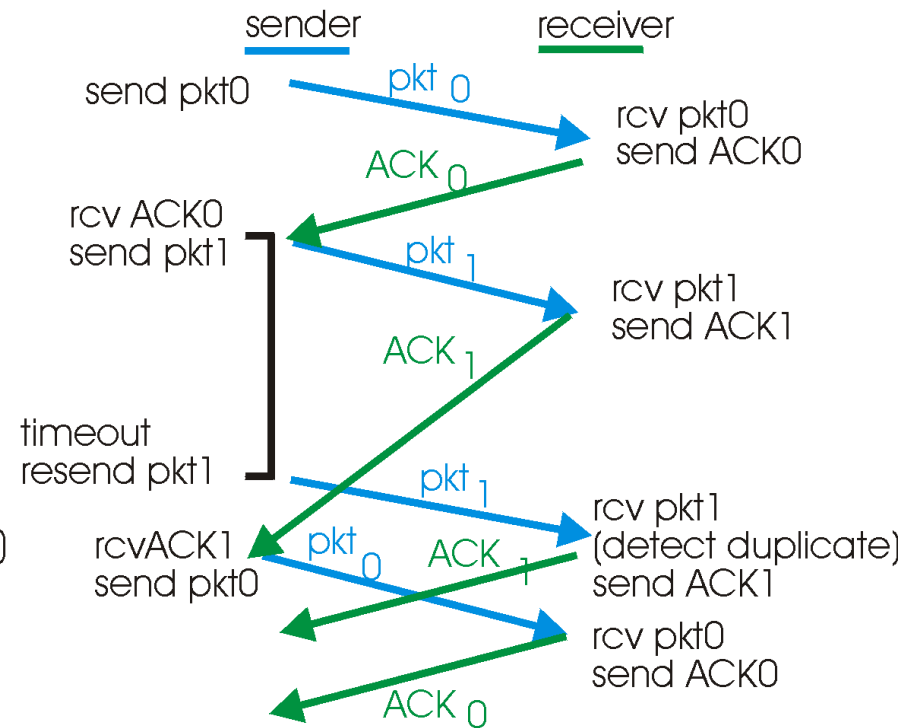 sender
receiver
send pkt0
pkt 0
rcv pkt0
send ACK0
ACK 0
rcv ACK0
send pkt1
pkt 1
rcv pkt1
send ACK1
ACK 1
timeout
resend pkt1
pkt 1
rcv pkt1
(detect duplicate)
send ACK1
)
rcvACK1
send pkt0
pkt 0
ACK 1
rcv pkt0
send ACK0
ACK 0